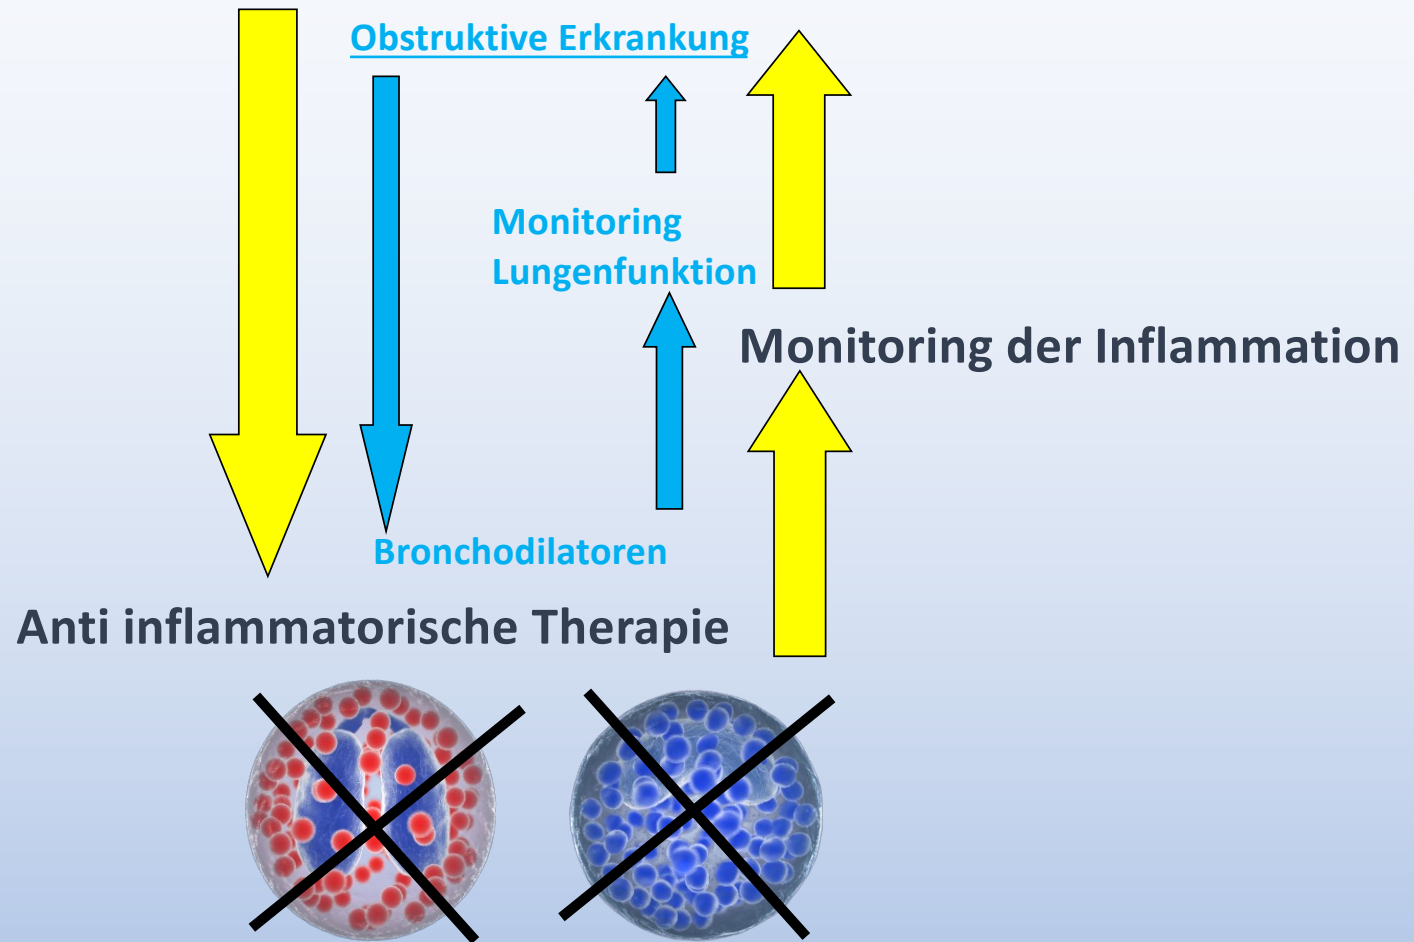 Obstruktive Erkrankung
Monitoring
Lungenfunktion
Monitoring der Inflammation
Bronchodilatoren
Anti inflammatorische Therapie